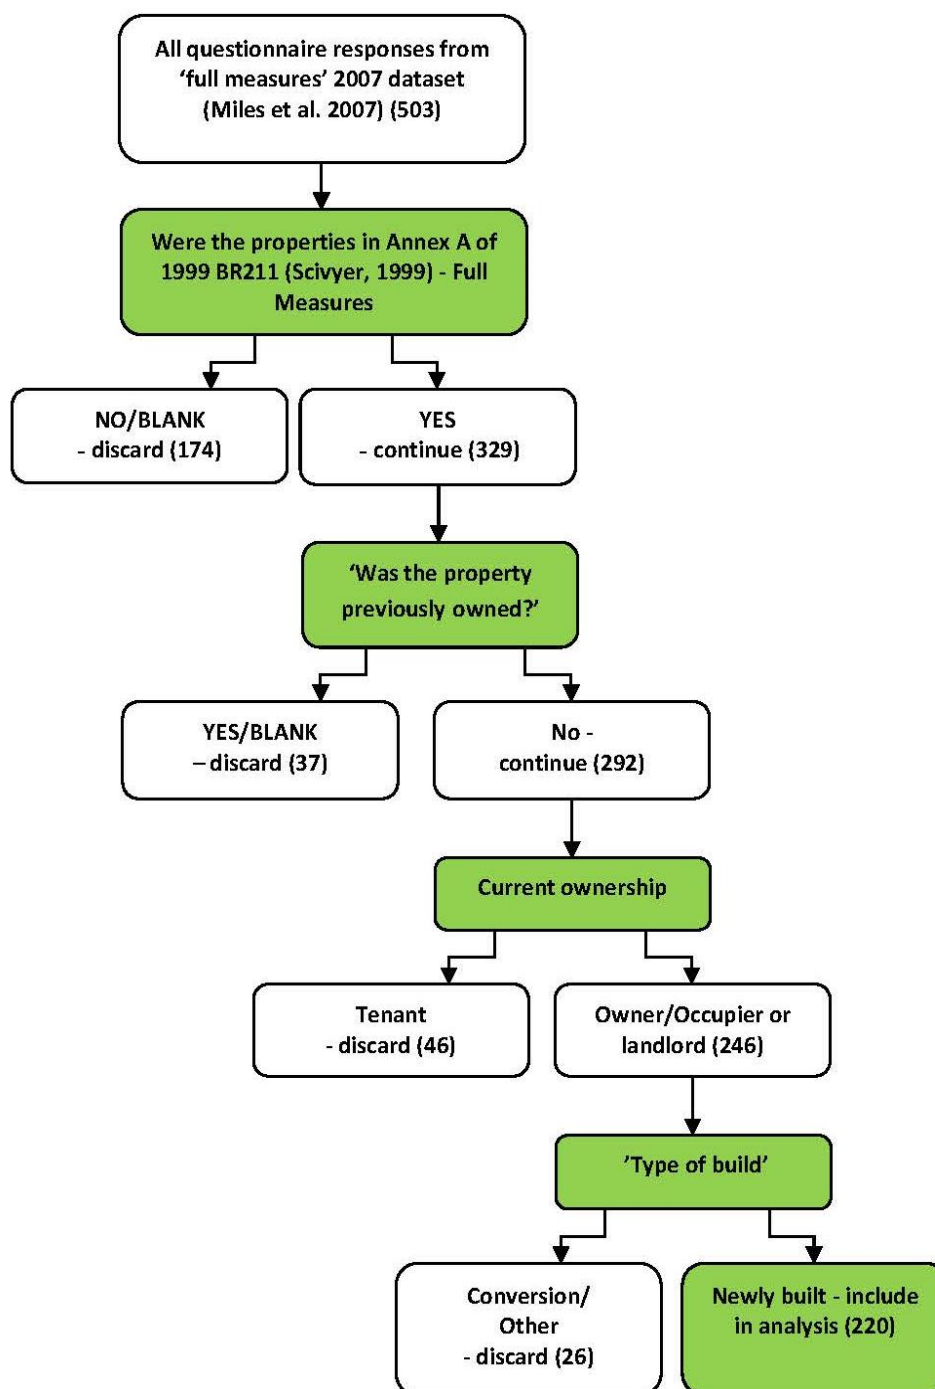 All questionnaire responses from
‘full measures’ 2007 dataset
(Miles et al. 2007) (503)
Were the properties in Annex A of
1999 BR211 (Scivyer, 1999) - Full
Measures
NO/BLANK
- discard (174)
YES
- continue (329)
‘Was the property
previously owned?’
YES/BLANK
– discard (37)
No -
continue (292)
Current ownership
Tenant
- discard (46)
Owner/Occupier or
landlord (246)
’Type of build’
Conversion/
Other
- discard (26)
Newly built - include
in analysis (220)